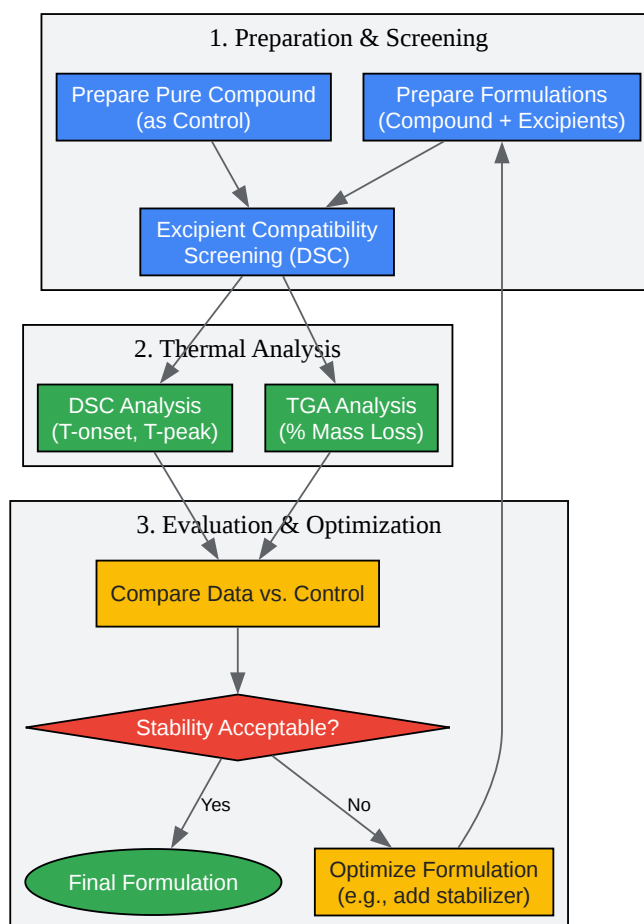 1. Preparation & Screening
Prepare Pure Compound
(as Control)
Prepare Formulations
(Compound + Excipients)
Excipient Compatibility
Screening (DSC)
2. Thermal Analysis
DSC Analysis
(T-onset, T-peak)
TGA Analysis
(% Mass Loss)
3. Evaluation & Optimization
Compare Data vs. Control
Stability Acceptable?
Yes
No
Final Formulation
Optimize Formulation
(e.g., add stabilizer)